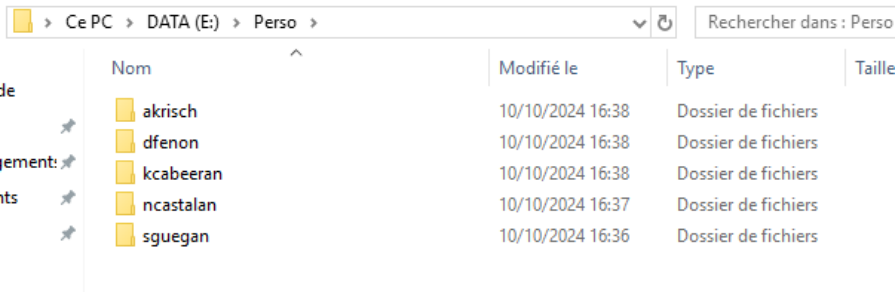 Ce PC > DATA (E:) > Perso > Rechercher dans : Perso
Nom Modifié le Type Taille
de
akrisch 10/10/2024 16:38 Dossier de fichiers
dfenon 10/10/2024 16:38 Dossier de fichiers
gement: kcabeeran 10/10/2024 16:38 Dossier de fichiers
nts ncastalan 10/10/2024 16:37 Dossier de fichiers
sguegan 10/10/2024 16:36 Dossier de fichiers